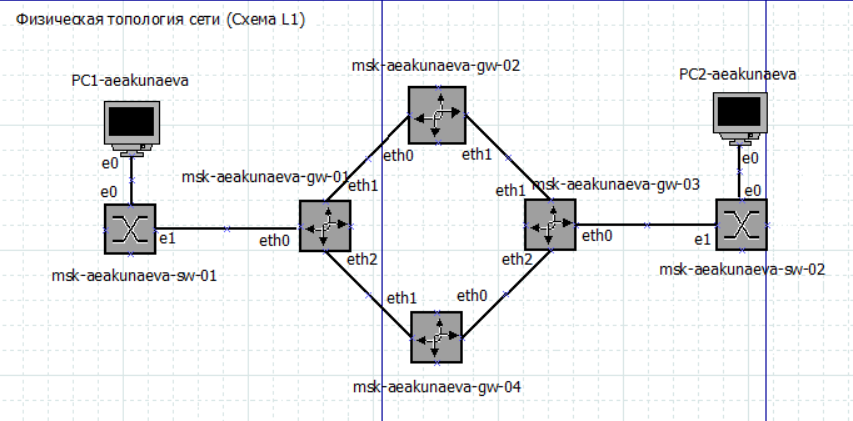 Физическая топология сети (Схема L1)
msk-aeakunaeva-gw-02
PC1-aeakunaeva
PC2-aeakunaeva
e0
eth0
eth1
e0
e0
msk-aeakunaeva-gw-01
eth1
eth1
msk-aeakunaeva-gw-03
e0
e1
eth0
eth0
e1
msk-aeakunaeva-sw-01
eth2
eth2
msk-aeakunaeva-sw-02
eth1
eth0
msk-aeakunaeva-gw-04